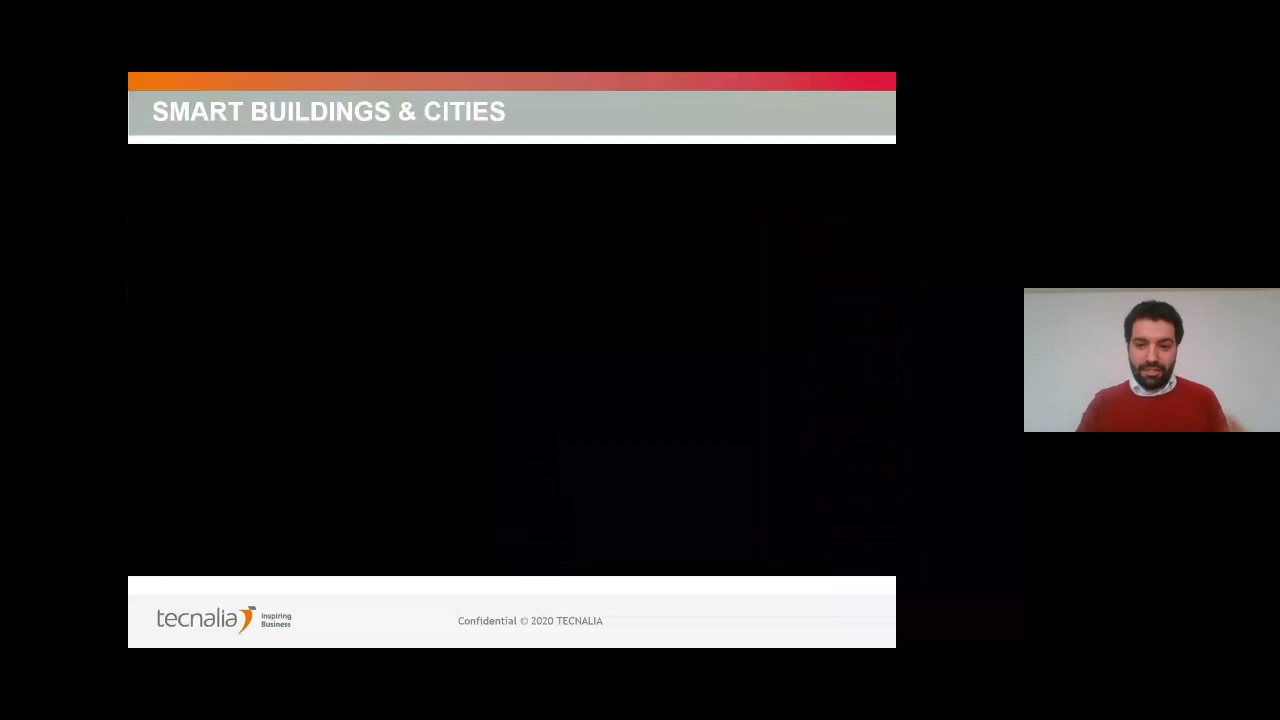 SMART BUILDINGS & CITIES
tecnalia
Inspiring
Business
Confidential © 2020 TECNALIA